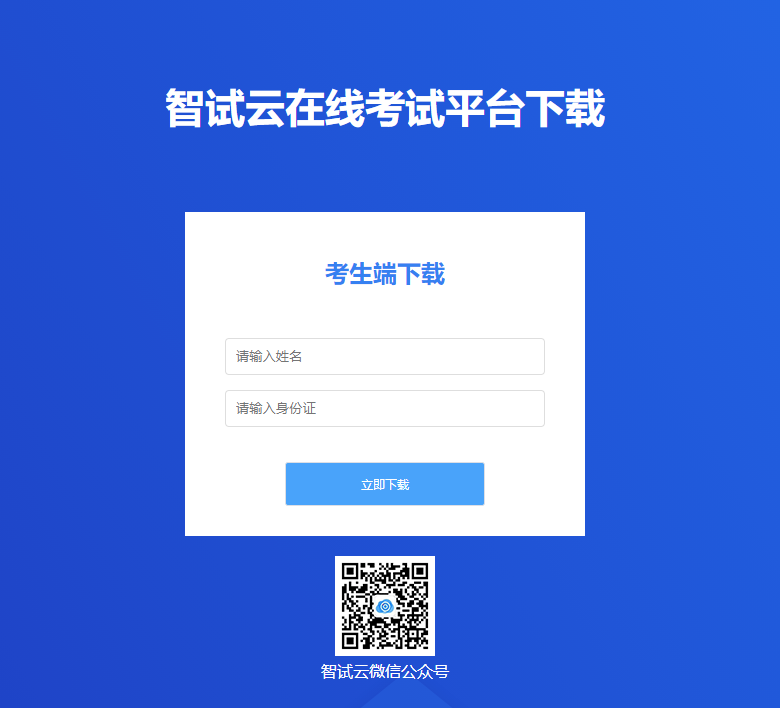 智试云在线考试平台下载
考生端下载
请输入姓名
请输入身份证
立即下载
智试云微信公众号